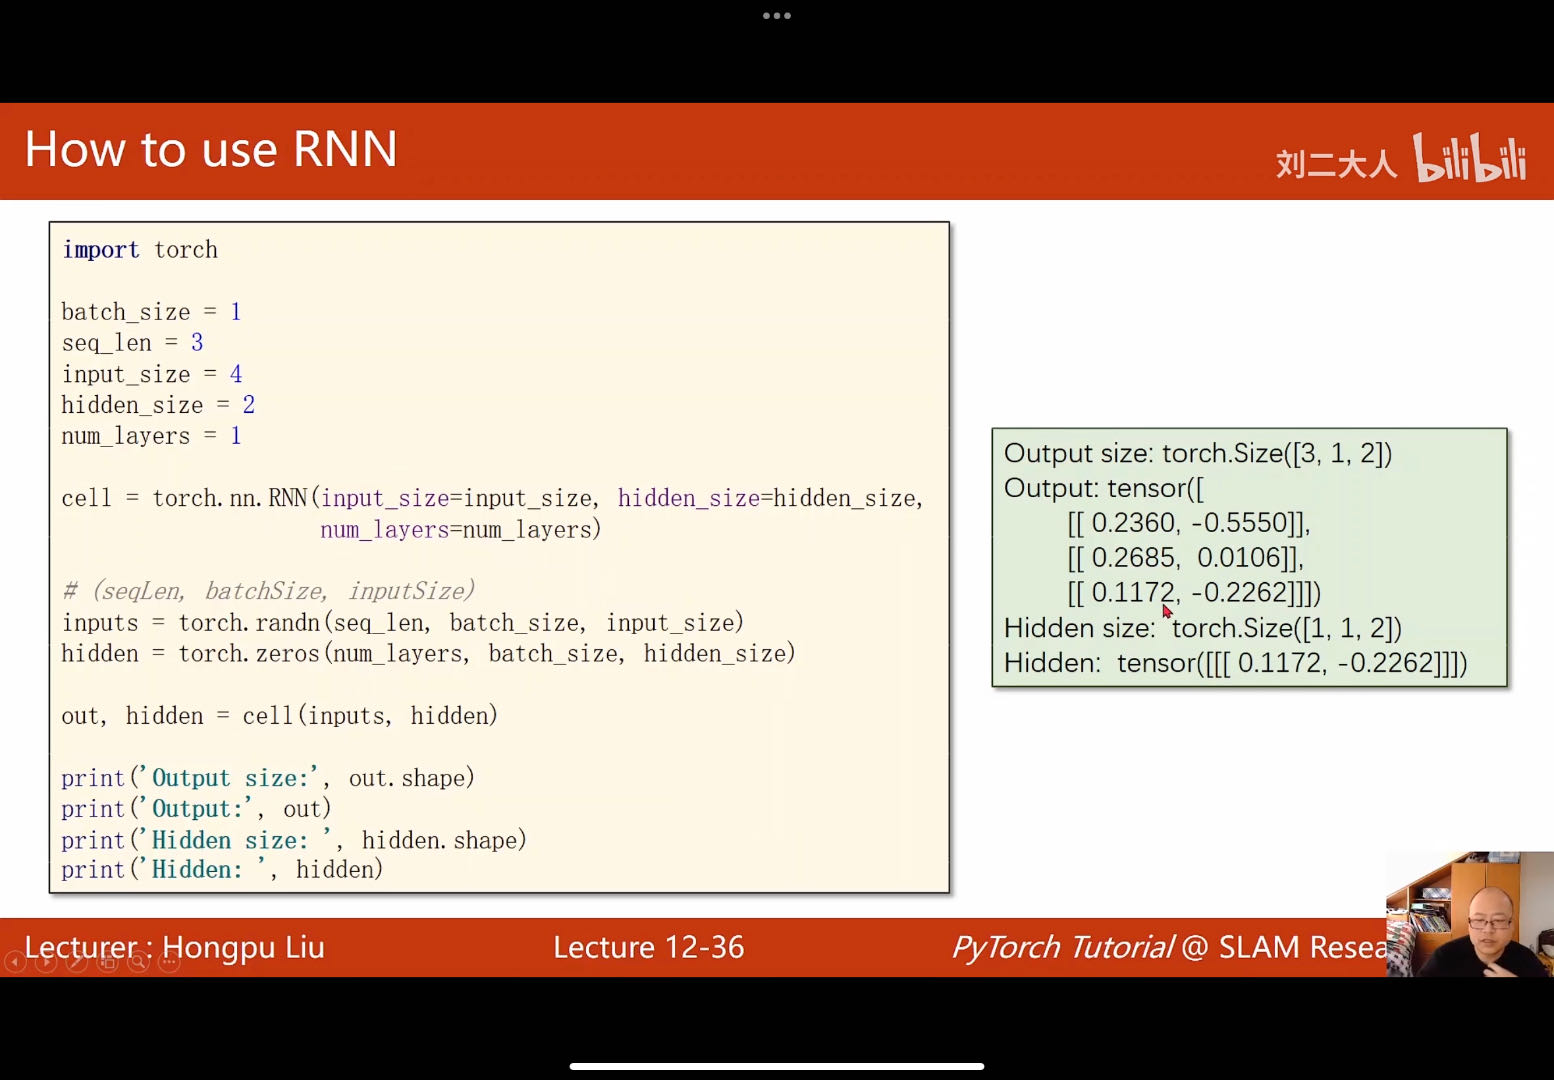 How to use RNN
刘二大人 bilibili
import torch
batch_size = 1
seq_len = 3
input_size = 4
hidden_size = 2
num_layers = 1
cell = torch.nn.RNN(input_size=input_size, hidden_size=hidden_size,
num_layers=num_layers)
# (seqLen, batchSize, inputSize)
inputs = torch.randn(seq_len, batch_size, input_size)
hidden = torch.zeros(num_layers, batch_size, hidden_size)
out, hidden = cell(inputs, hidden)
print('Output size:', out.shape)
print('Output:', out)
print('Hidden size: ', hidden.shape)
print('Hidden: ', hidden)
Output size: torch.Size([3, 1, 2])
Output: tensor([
[[ 0.2360, -0.5550]],
[[ 0.2685,  0.0106]],
[[ 0.1172, -0.2262]]])
Hidden size:  torch.Size([1, 1, 2])
Hidden:  tensor([[[ 0.1172, -0.2262]]])
Lecturer : Hongpu Liu
Lecture 12-36
PyTorch Tutorial @ SLAM Resea